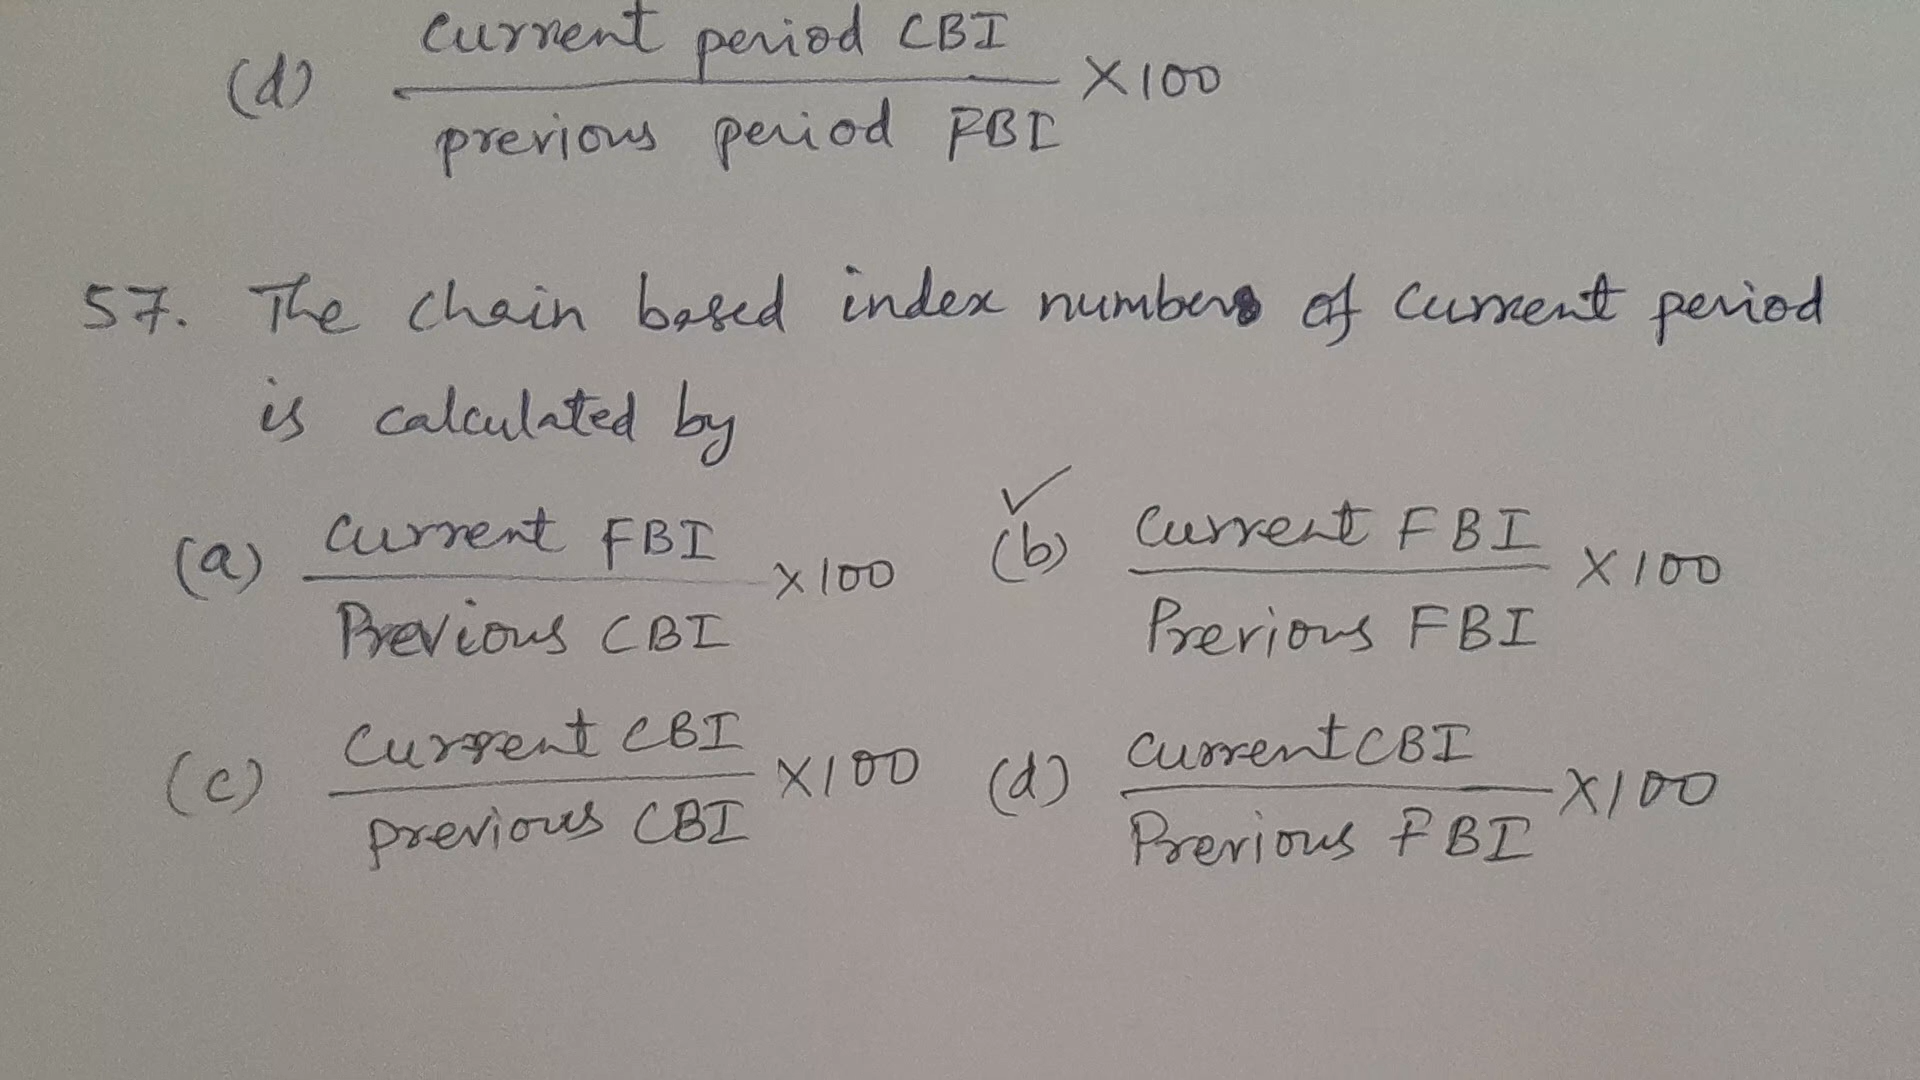 (d) Current period CBI
previous period FBI ×100
57. The chain based index numbers of current period
is calculated by
(a) Current FBI
Previous CBI ×100
✓
(b) Current FBI
Previous FBI ×100
(c) Current CBI
previous CBI ×100
(d) Current CBI
Previous FBI ×100